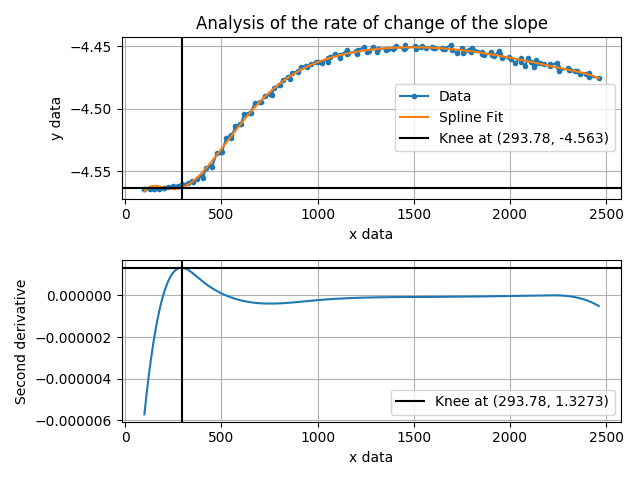 Analysis of the rate of change of the slope
−4.45
−4.50
−4.55
y data
Data
Spline Fit
Knee at (293.78, -4.563)
0 500 1000 1500 2000 2500
x data
0.000000
−0.000002
−0.000004
−0.000006
Second derivative
Knee at (293.78, 1.3273)
0 500 1000 1500 2000 2500
x data